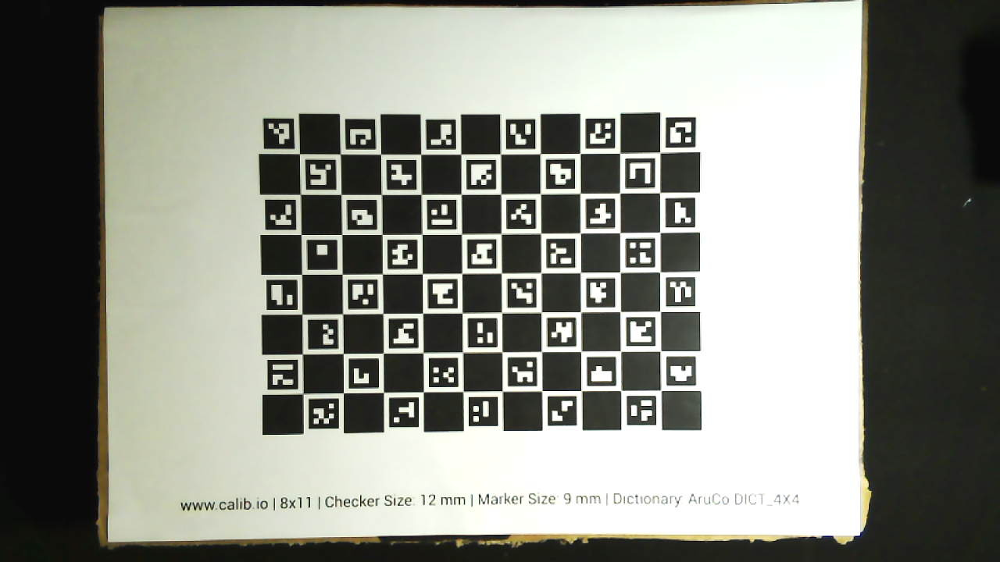 www.calib.io | 8x11 | Checker Size: 12 mm | Marker Size: 9 mm | Dictionary: AruCo DICT_4X4